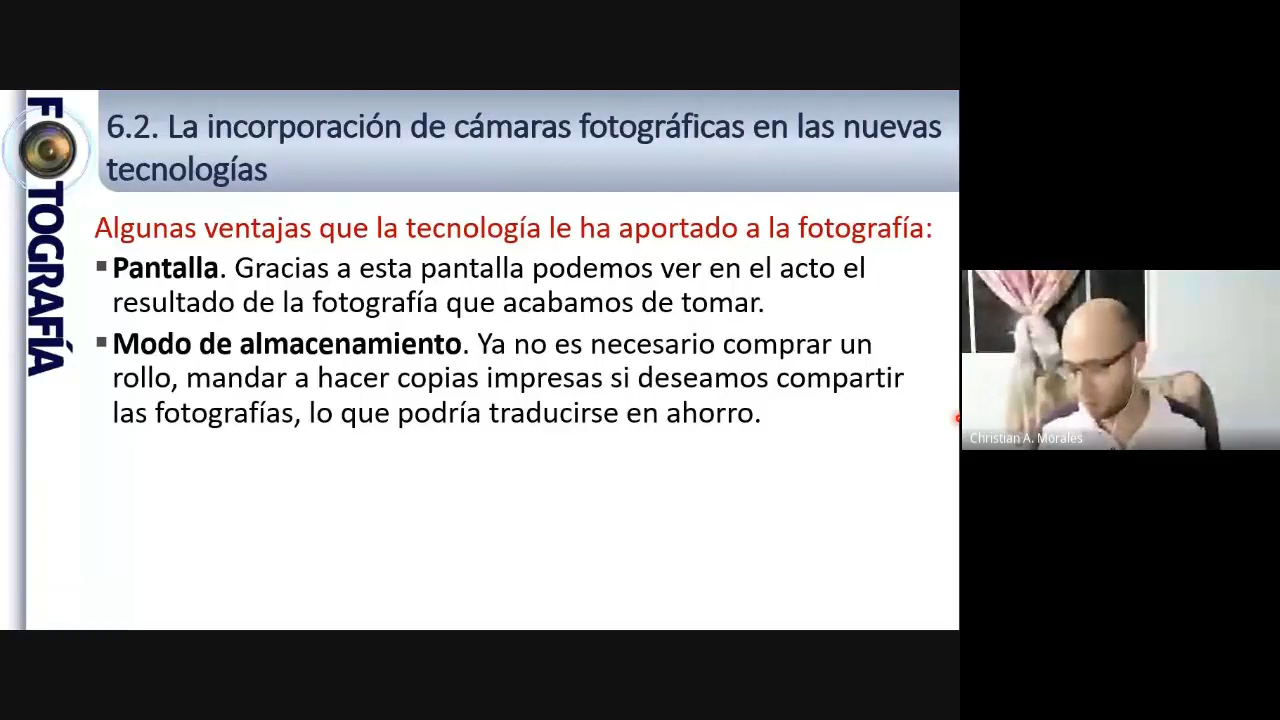 FOTOGRAFÍA
6.2. La incorporación de cámaras fotográficas en las nuevas
tecnologías
Algunas ventajas que la tecnología le ha aportado a la fotografía:
▪ Pantalla. Gracias a esta pantalla podemos ver en el acto el
resultado de la fotografía que acabamos de tomar.
▪ Modo de almacenamiento. Ya no es necesario comprar un
rollo, mandar a hacer copias impresas si deseamos compartir
las fotografías, lo que podría traducirse en ahorro.
Christian A. Morales